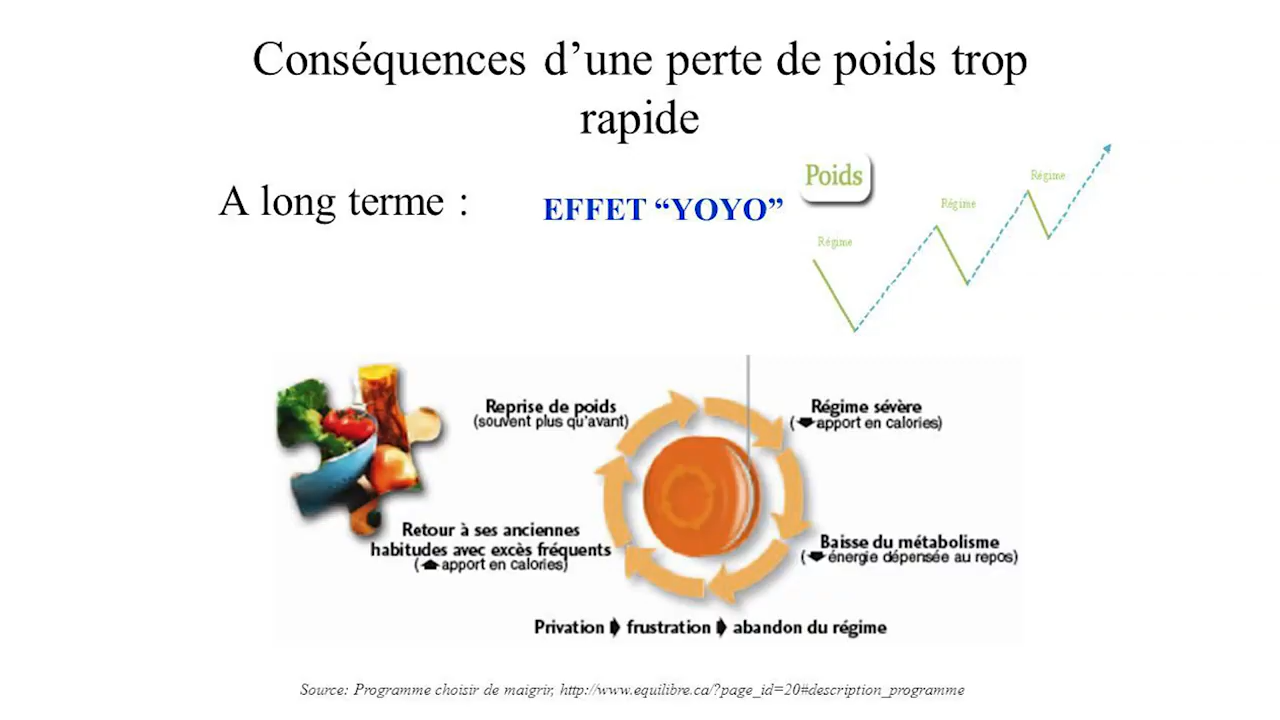 Conséquences d’une perte de poids trop
rapide
A long terme :
EFFET “YOYO”
Poids
Régime
Régime
Régime
Reprise de poids
(souvent plus qu'avant)
Régime sévère
(🡇apport en calories)
Retour à ses anciennes
habitudes avec excès fréquents
(🡅apport en calories)
Baisse du métabolisme
(🡇énergie dépensée au repos)
Privation ➧ frustration ➧ abandon du régime
Source: Programme choisir de maigrir, http://www.equilibre.ca/?page_id=20#description_programme